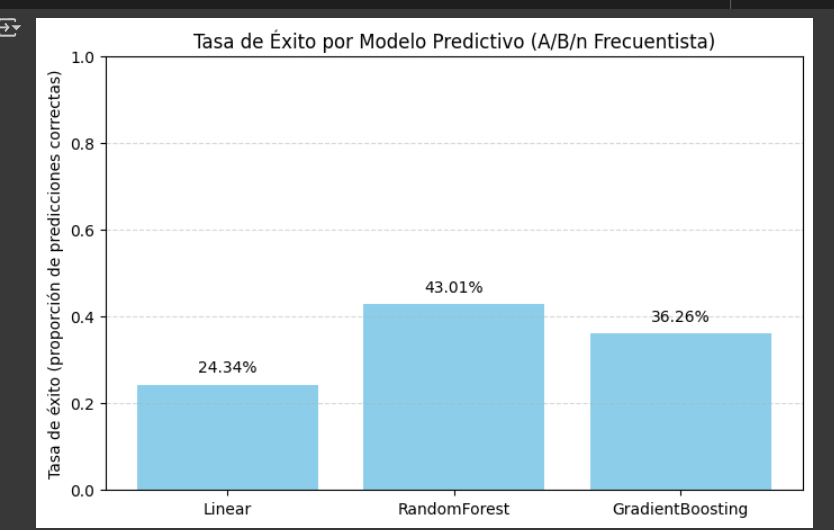 Tasa de Éxito por Modelo Predictivo (A/B/n Frecuentista)
Tasa de éxito (proporción de predicciones correctas)
1.0
0.8
0.6
0.4
0.2
0.0
24.34%
43.01%
36.26%
Linear
RandomForest
GradientBoosting